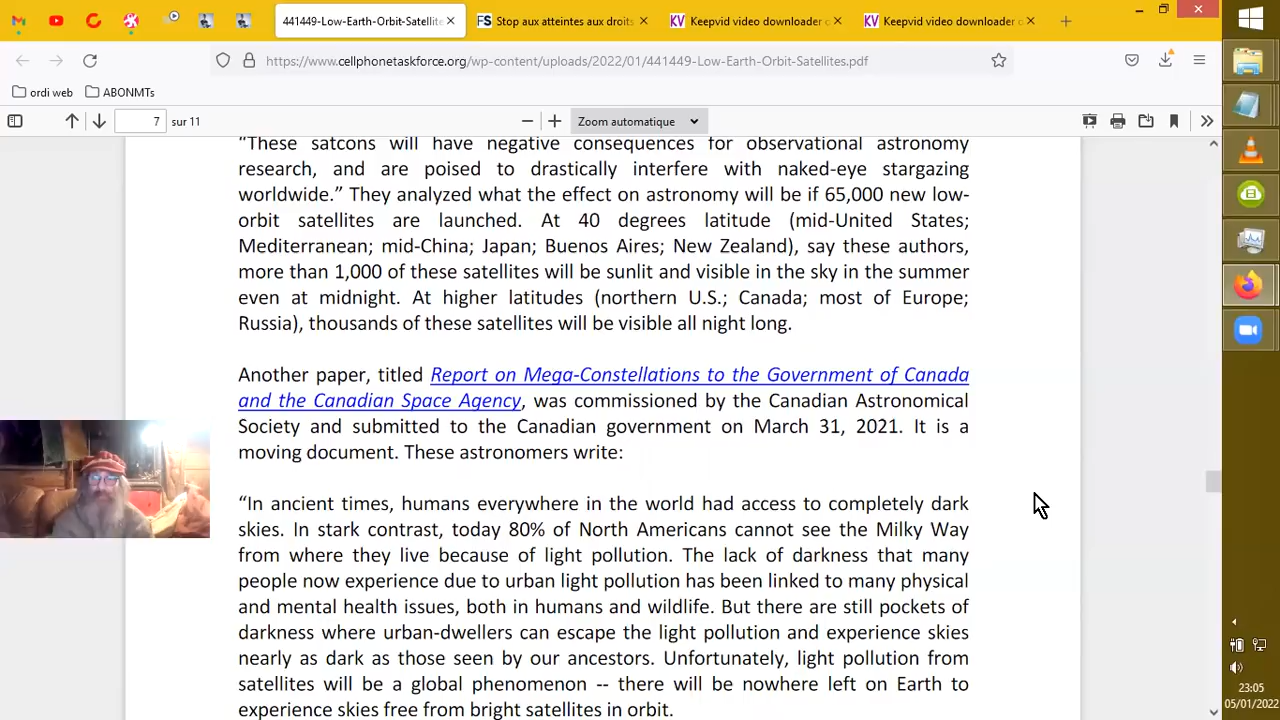 441449-Low-Earth-Orbit-Satellite
Stop aux atteintes aux droits
KV Keepvid video downloader
KV Keepvid video downloader
https://www.cellphonetaskforce.org/wp-content/uploads/2022/01/441449-Low-Earth-Orbit-Satellites.pdf
ordi web
ABONMTs
7 sur 11
Zoom automatique
“These satcons will have negative consequences for observational astronomy
research, and are poised to drastically interfere with naked-eye stargazing
worldwide.” They analyzed what the effect on astronomy will be if 65,000 new low-
orbit satellites are launched. At 40 degrees latitude (mid-United States;
Mediterranean; mid-China; Japan; Buenos Aires; New Zealand), say these authors,
more than 1,000 of these satellites will be sunlit and visible in the sky in the summer
even at midnight. At higher latitudes (northern U.S.; Canada; most of Europe;
Russia), thousands of these satellites will be visible all night long.
Another paper, titled Report on Mega-Constellations to the Government of Canada
and the Canadian Space Agency, was commissioned by the Canadian Astronomical
Society and submitted to the Canadian government on March 31, 2021. It is a
moving document. These astronomers write:
“In ancient times, humans everywhere in the world had access to completely dark
skies. In stark contrast, today 80% of North Americans cannot see the Milky Way
from where they live because of light pollution. The lack of darkness that many
people now experience due to urban light pollution has been linked to many physical
and mental health issues, both in humans and wildlife. But there are still pockets of
darkness where urban-dwellers can escape the light pollution and experience skies
nearly as dark as those seen by our ancestors. Unfortunately, light pollution from
satellites will be a global phenomenon -- there will be nowhere left on Earth to
experience skies free from bright satellites in orbit.
23:05
05/01/2022